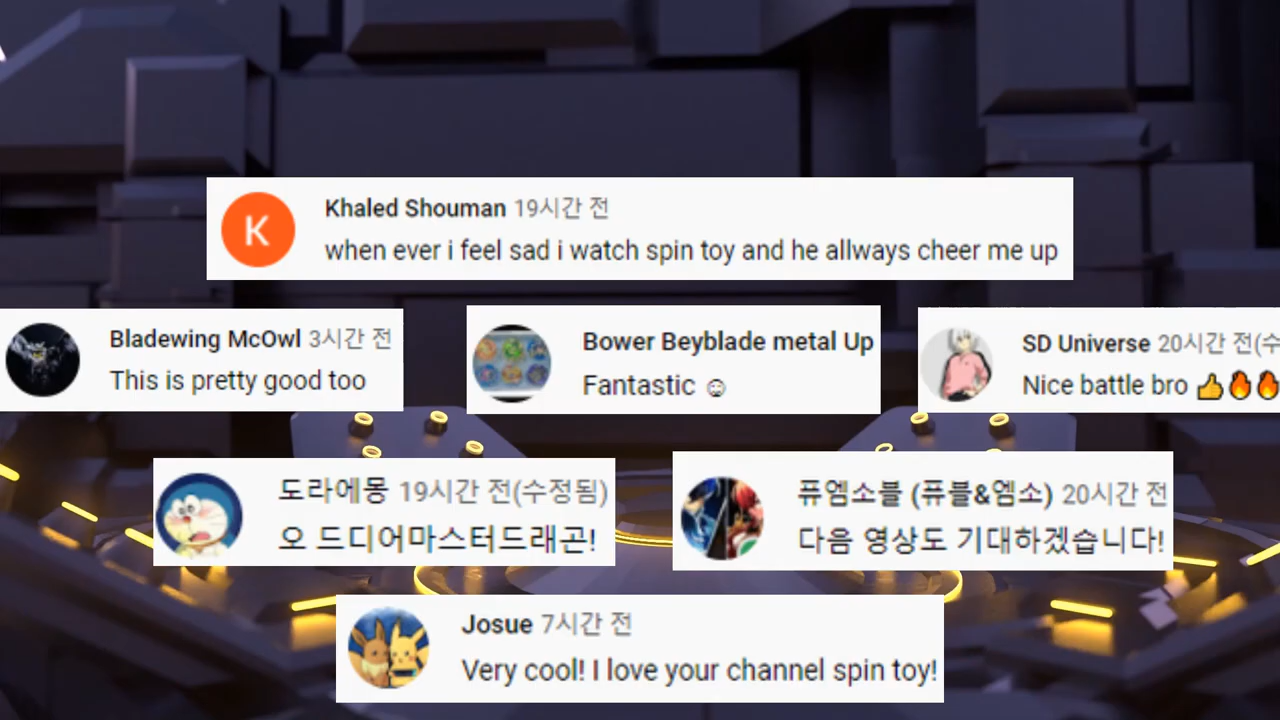 K
Khaled Shouman 19시간 전
when ever i feel sad i watch spin toy and he allways cheer me up
Bladewing McOwl 3시간 전
This is pretty good too
Bower Beyblade metal Up
Fantastic ☺
SD Universe 20시간 전(수
Nice battle bro 👍🔥🔥
도라에몽 19시간 전(수정됨)
오 드디어마스터드래곤!
퓨엠소블 (퓨블&엠소) 20시간 전
다음 영상도 기대하겠습니다!
Josue 7시간 전
Very cool! I love your channel spin toy!